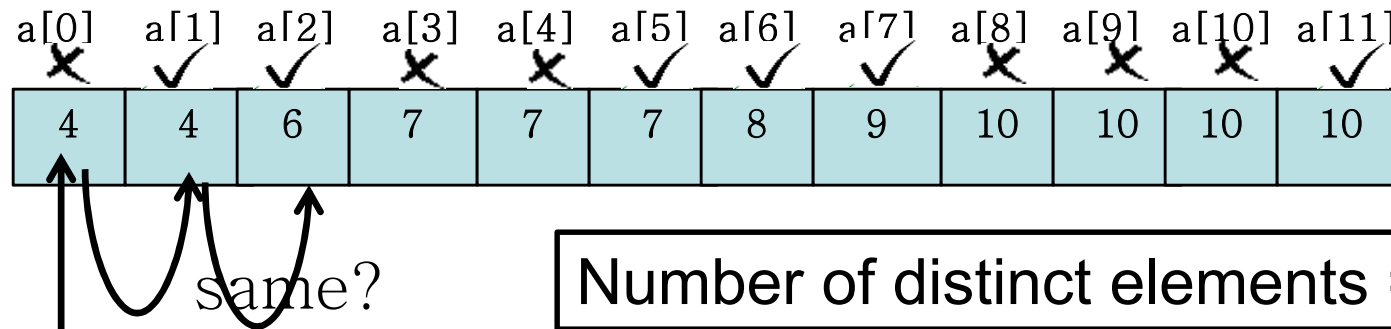 a[0] a[1] a[2] a[3] a[4] a[5] a[6] a[7] a[8] a[9] a[10] a[11]
4 4 6 7 7 7 8 9 10 10 10 10
same?
Number of distinct elements